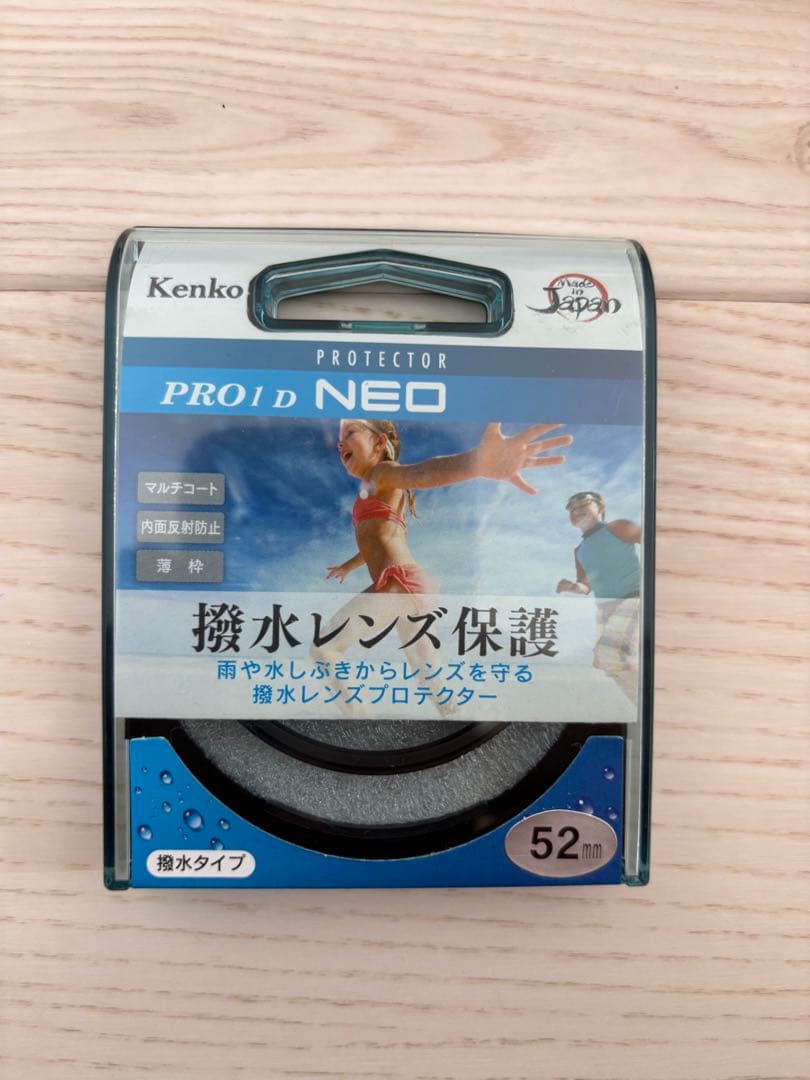 Kenko
Made in Japan
PROTECTOR
PRO1 D NEO
マルチコート
内面反射防止
薄 枠
撥水レンズ保護
雨や水しぶきからレンズを守る
撥水レンズプロテクター
撥水タイプ
52mm